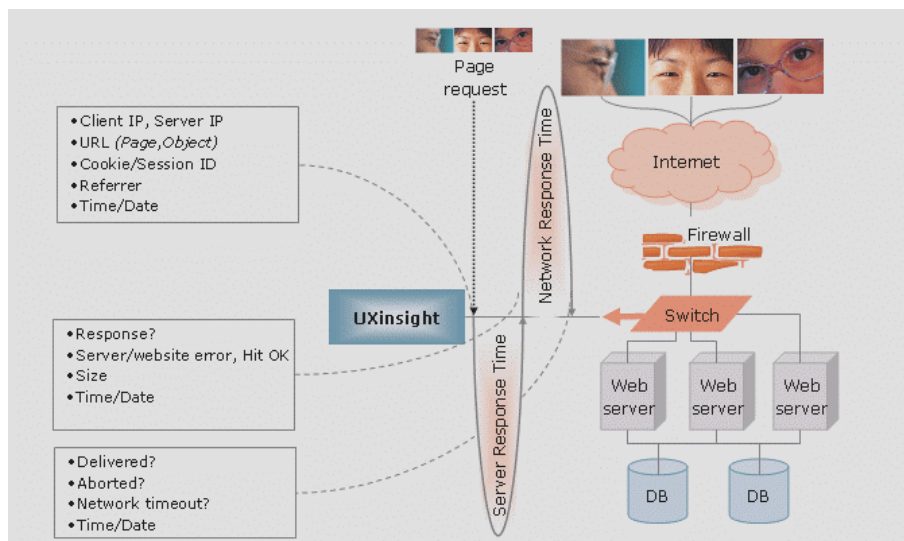 Page
request
• Client IP, Server IP
• URL (Page,Object)
• Cookie/Session ID
• Referrer
• Time/Date
Internet
Network Response Time
Firewall
UXinsight
Switch
• Response?
• Server/website error, Hit OK
• Size
• Time/Date
Server Response Time
Web
server
Web
server
Web
server
• Delivered?
• Aborted?
• Network timeout?
• Time/Date
DB
DB